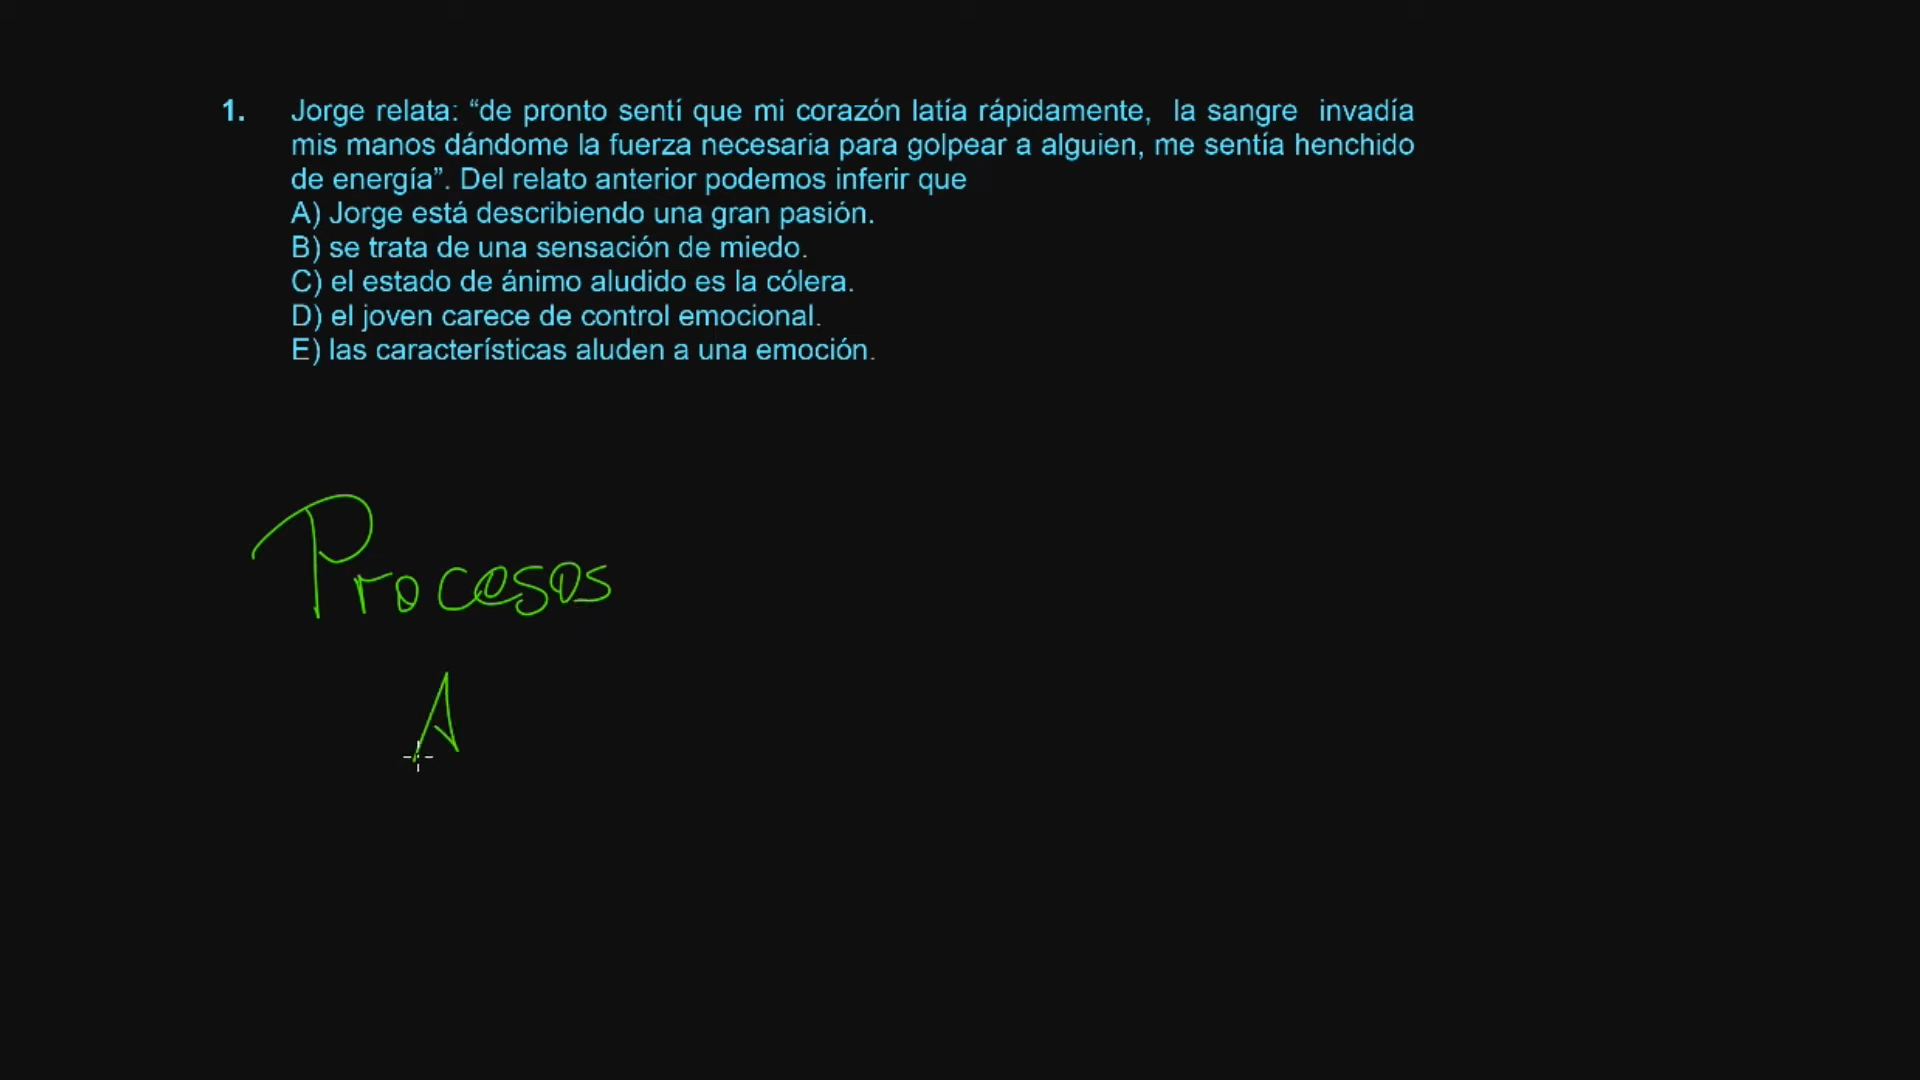 1. Jorge relata: “de pronto sentí que mi corazón latía rápidamente, la sangre invadía
mis manos dándome la fuerza necesaria para golpear a alguien, me sentía henchido
de energía”. Del relato anterior podemos inferir que
A) Jorge está describiendo una gran pasión.
B) se trata de una sensación de miedo.
C) el estado de ánimo aludido es la cólera.
D) el joven carece de control emocional.
E) las características aluden a una emoción.
Procesos
A